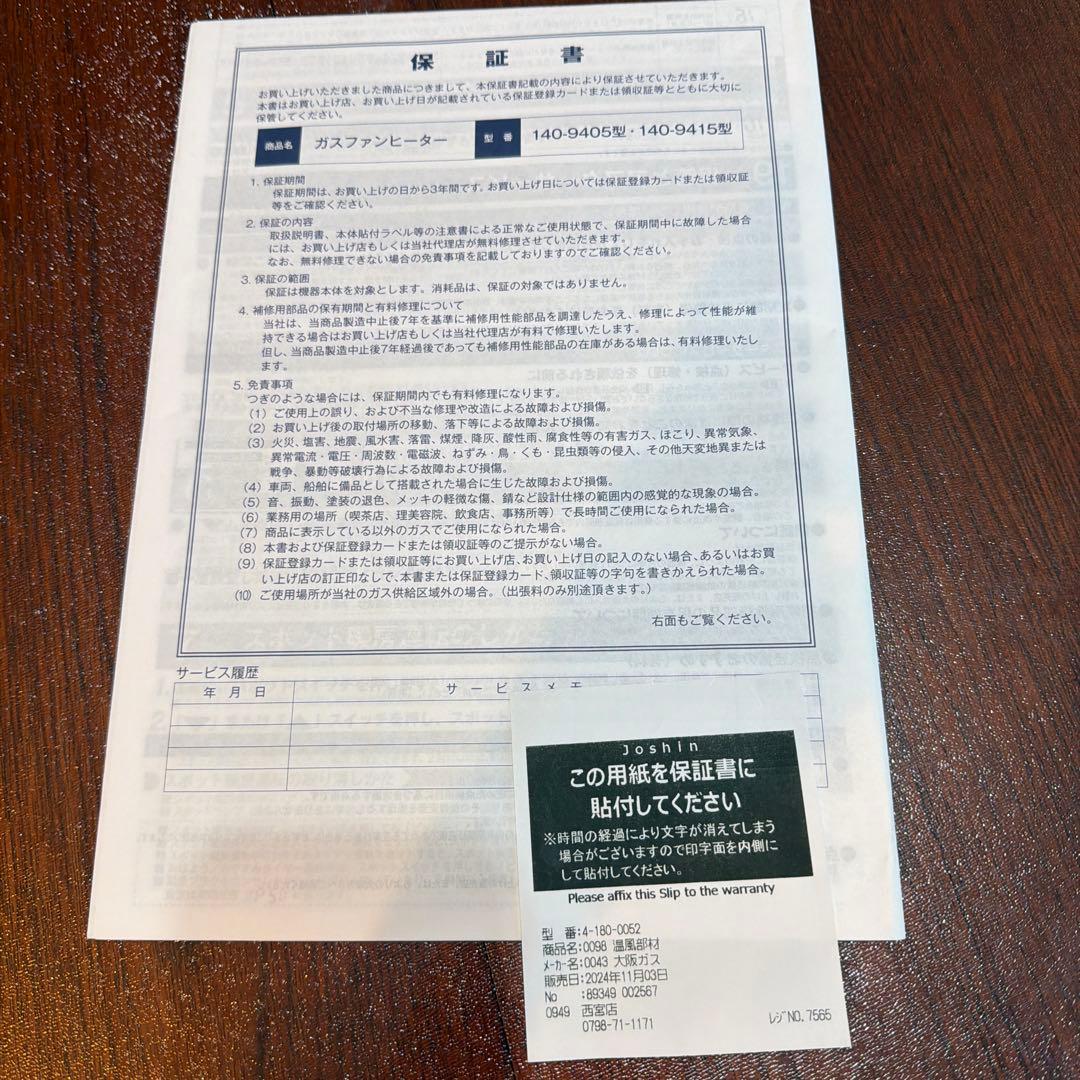 保証書
お買い上げいただきました商品につきまして、本保証書記載の内容により保証させていただきます。
本書はお買い上げ店、お買い上げ日が記載されている保証登録カードまたは領収証等とともに大切に
保管してください。
商品名 ガスファンヒーター 型番 140-9405型・140-9415型
1. 保証期間
保証期間は、お買い上げの日から3年間です。お買い上げ日については保証登録カードまたは領収証
等をご確認ください。
2. 保証の内容
取扱説明書、本体貼付ラベル等の注意書による正常なご使用状態で、保証期間中に故障した場合
には、お買い上げ店もしくは当社代理店が無料修理させていただきます。
なお、無料修理できない場合の免責事項を記載しておりますのでご確認ください。
3. 保証の範囲
保証は機器本体を対象とします。消耗品は、保証の対象ではありません。
4. 補修用部品の保有期間と有料修理について
当社は、当商品製造中止後7年を基準に補修用性能部品を調達したうえ、修理によって性能が維
持できる場合はお買い上げ店もしくは当社代理店が有料で修理いたします。
但し、当商品製造中止後7年経過後であっても補修用性能部品の在庫がある場合は、有料修理いたし
ます。
5. 免責事項
つぎのような場合には、保証期間内でも有料修理になります。
(1) ご使用上の誤り、および不当な修理や改造による故障および損傷。
(2) お買い上げ後の取付場所の移動、落下等による故障および損傷。
(3) 火災、塩害、地震、風水害、落雷、煤煙、降灰、酸性雨、腐食性等の有害ガス、ほこり、異常気象、
異常電流・電圧・周波数・電磁波、ねずみ・鳥・くも・昆虫類等の侵入、その他天変地異または
戦争、暴動等破壊行為による故障および損傷。
(4) 車両、船舶に備品として搭載された場合に生じた故障および損傷。
(5) 音、振動、塗装の退色、メッキの軽微な傷、錆など設計仕様の範囲内の感覚的な現象の場合。
(6) 業務用の場所（喫茶店、理美容院、飲食店、事務所等）で長時間ご使用になられた場合。
(7) 商品に表示している以外のガスでご使用になられた場合。
(8) 本書および保証登録カードまたは領収証等のご提示がない場合。
(9) 保証登録カードまたは領収証等にお買い上げ店、お買い上げ日の記入のない場合、あるいはお買
い上げ店の訂正印なしで、本書または保証登録カード、領収証等の字句を書きかえられた場合。
(10) ご使用場所が当社のガス供給区域外の場合。（出張料のみ別途頂きます。）
右面もご覧ください。
サービス履歴
年月日 サービスメモ
Joshin
この用紙を保証書に
貼付してください
※時間の経過により文字が消えてしまう
場合がございますので印字面を内側に
して貼付してください。
Please affix this Slip to the warranty
型 番:4-180-0052
商品名:0098 温風部材
ﾒｰｶｰ名:0043 大阪ガス
販売日:2024年11月03日
No :89349 002567
0949 西宮店
0798-71-1171
ﾚｼﾞNO. 7565